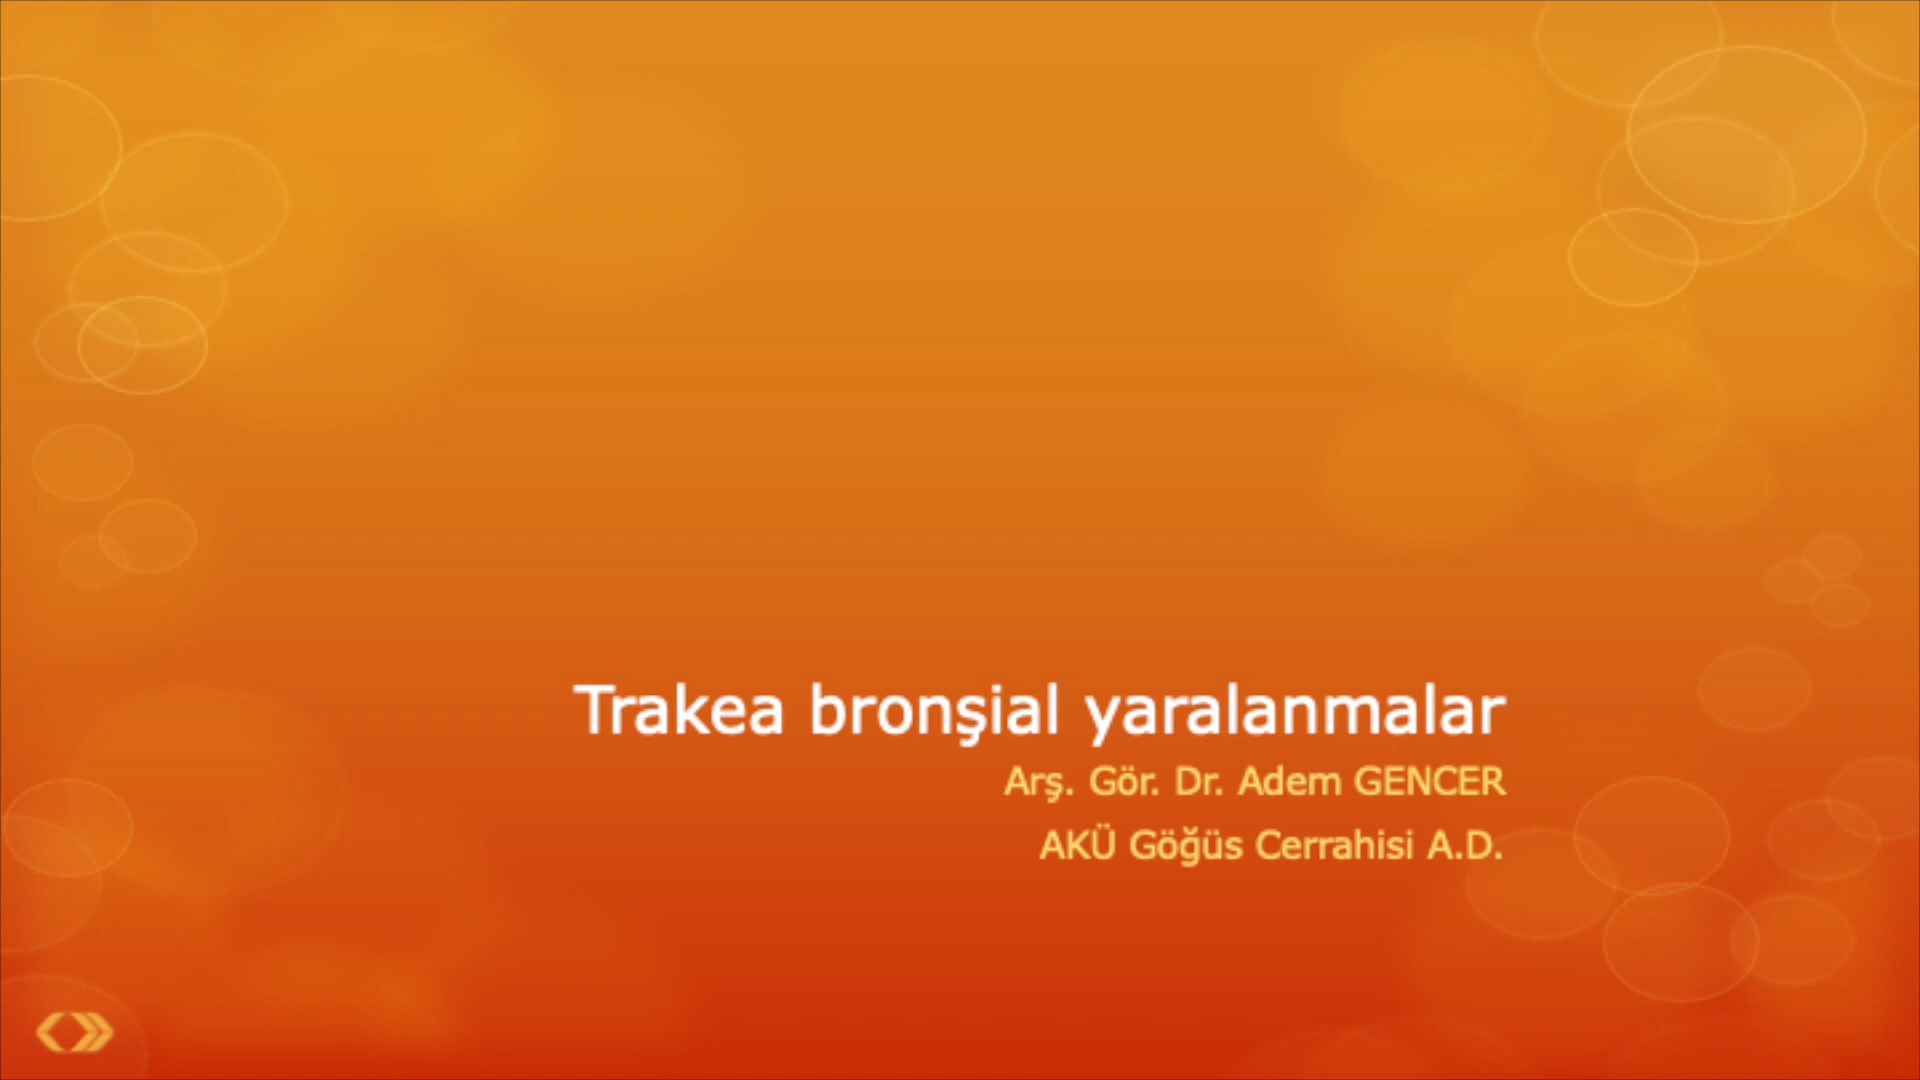 Trakea bronşial yaralanmalar
Arş. Gör. Dr. Adem GENCER
AKÜ Göğüs Cerrahisi A.D.